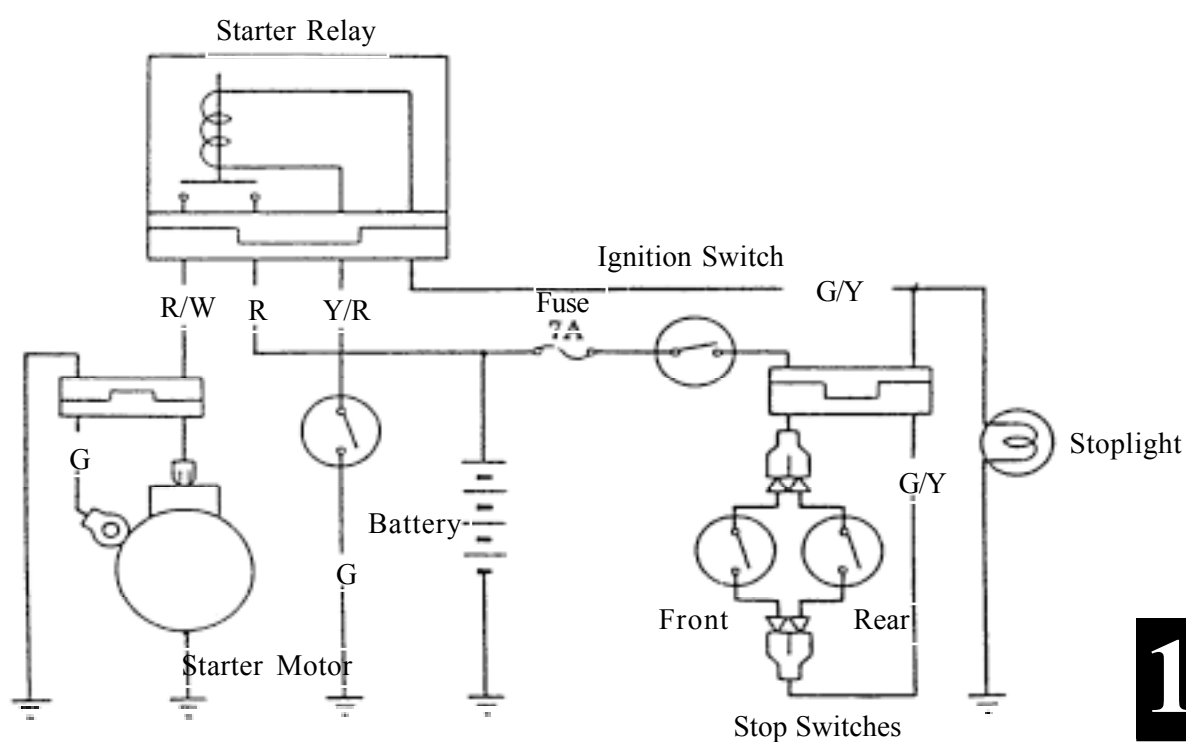 Starter Relay
Ignition Switch
R/W
R
Y/R
Fuse
7A
G/Y
G
G/Y
Stoplight
Battery
G
Front
Rear
Starter Motor
Stop Switches
1